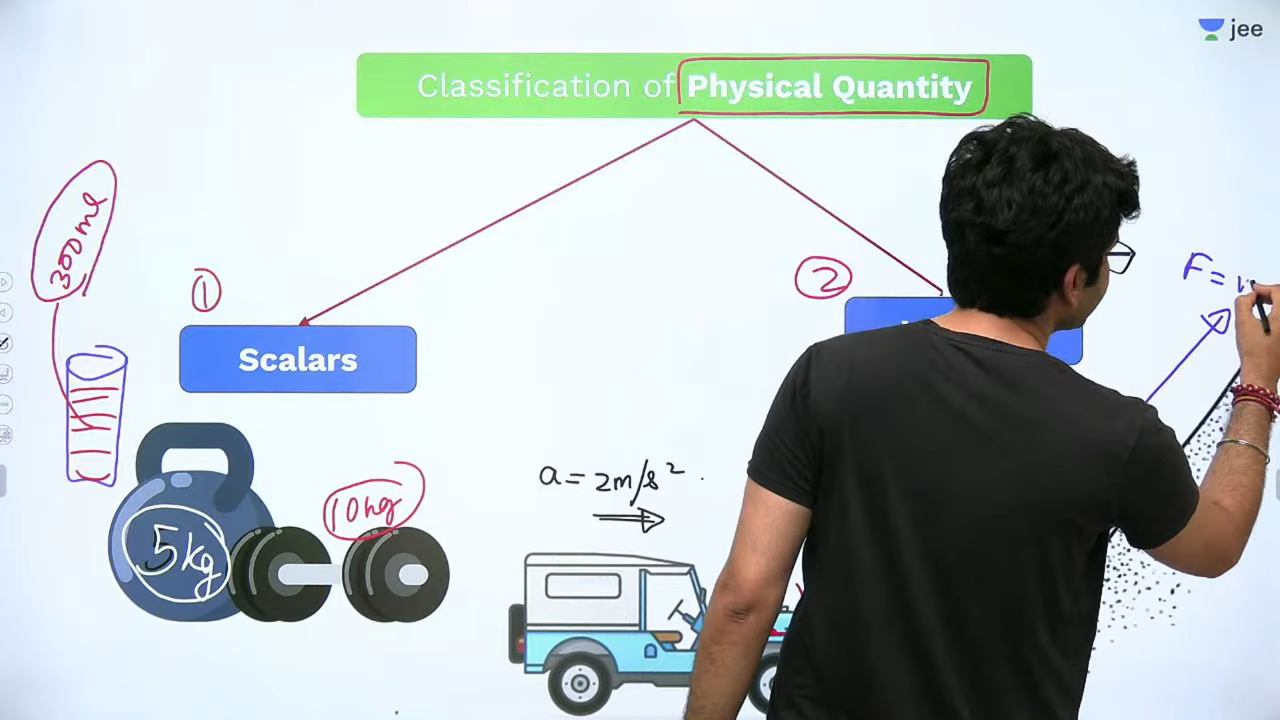 jee
Classification of Physical Quantity
300ml
1
2
F =
Scalars
a = 2m/s²
10kg
5kg